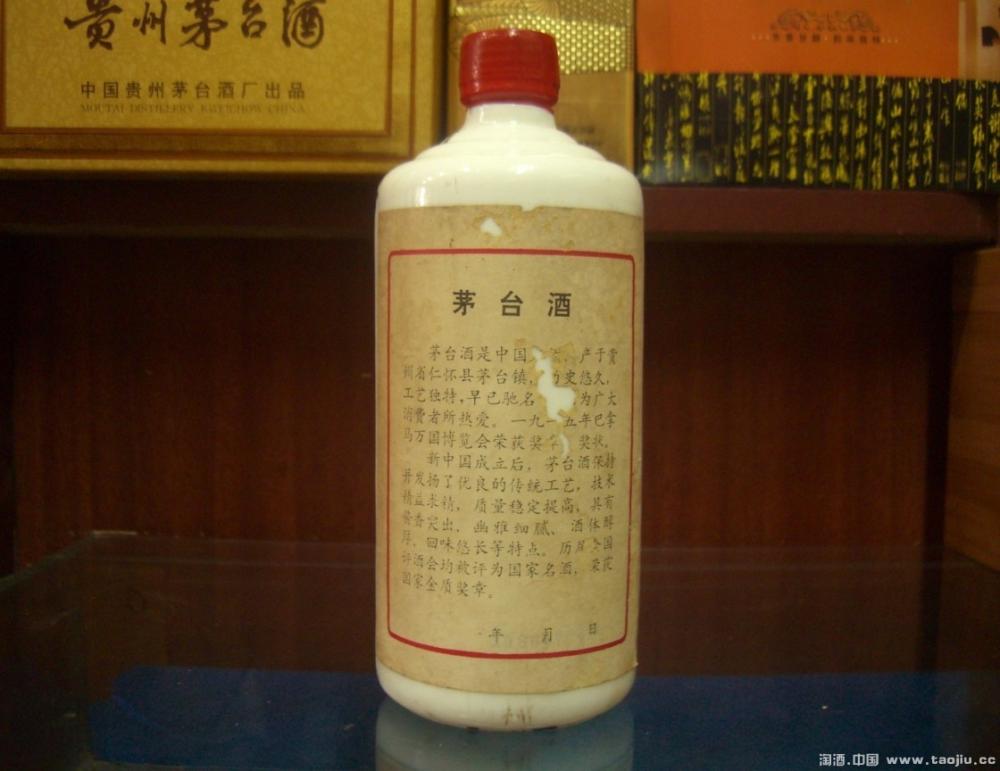 贵州茅台酒
中国贵州茅台酒厂出品
MOUTAI DISTILLERY KWEICHOW CHINA
茅台酒
茅台酒是中国 产于贵
州省仁怀县茅台镇, 史悠久,
工艺独特,早已驰名 为广大
消费者所热爱。一九一五年巴拿
马万国博览会荣获奖 奖状。
新中国成立后,茅台酒保持
并发扬了优良的传统工艺,技术
精益求精,质量稳定提高,具有
酱香突出、幽雅细腻、酒体醇
厚、回味悠长等特点。历届 国
评酒会均被评为国家名酒,荣获
国家金质奖章。
年 月 日
淘酒.中国 www.taojiu.cc